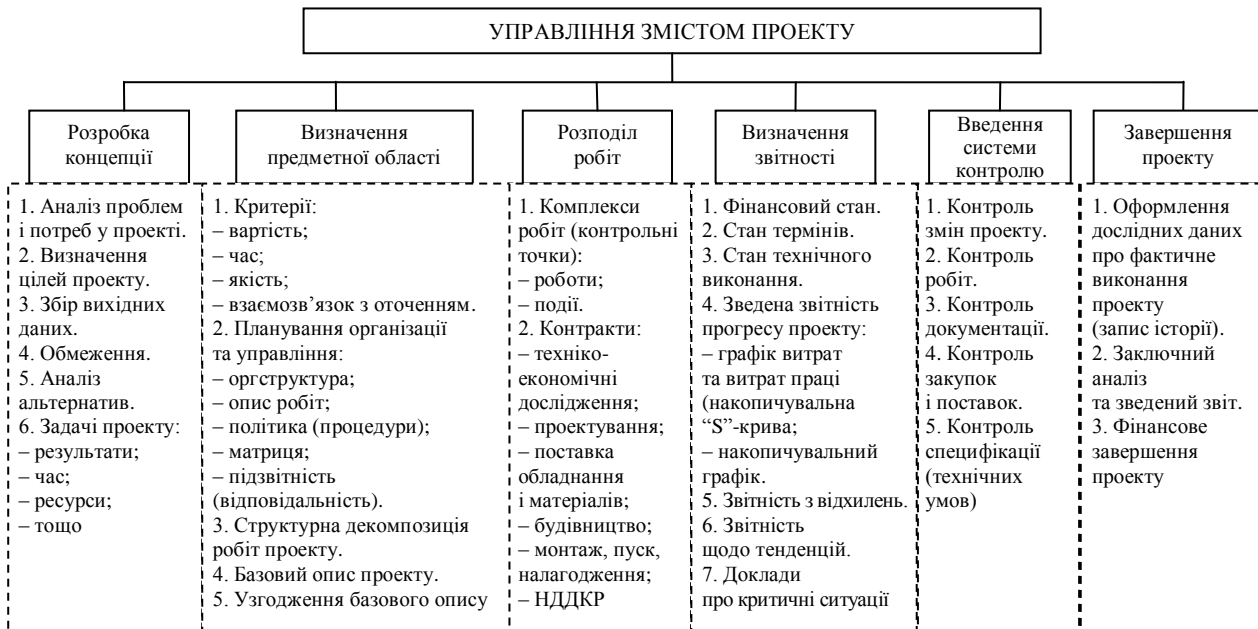 УПРАВЛІННЯ ЗМІСТОМ ПРОЕКТУ
Розробка
концепції
1. Аналіз проблем
і потреб у проекті.
2. Визначення
цілей проекту.
3. Збір вихідних
даних.
4. Обмеження.
5. Аналіз
альтернатив.
6. Задачі проекту:
– результати;
– час;
– ресурси;
– тощо
Визначення
предметної області
1. Критерії:
– вартість;
– час;
– якість;
– взаємозв’язок з оточенням.
2. Планування організації
та управління:
– оргструктура;
– опис робіт;
– політика (процедури);
– матриця;
– підзвітність
(відповідальність).
3. Структурна декомпозиція
робіт проекту.
4. Базовий опис проекту.
5. Узгодження базового опису
Розподіл
робіт
1. Комплекси
робіт (контрольні
точки):
– роботи;
– події.
2. Контракти:
– техніко-
економічні
дослідження;
– проектування;
– поставка
обладнання
і матеріалів;
– будівництво;
– монтаж, пуск,
налагодження;
– НДДКР
Визначення
звітності
1. Фінансовий стан.
2. Стан термінів.
3. Стан технічного
виконання.
4. Зведена звітність
прогресу проекту:
– графік витрат
та витрат праці
(накопичувальна
“S”-крива;
– накопичувальний
графік.
5. Звітність з відхилень.
6. Звітність
щодо тенденцій.
7. Доклади
про критичні ситуації
Введення
системи
контролю
1. Контроль
змін проекту.
2. Контроль
робіт.
3. Контроль
документації.
4. Контроль
закупок
і поставок.
5. Контроль
специфікації
(технічних
умов)
Завершення
проекту
1. Оформлення
дослідних даних
про фактичне
виконання
проекту
(запис історії).
2. Заключний
аналіз
та зведений звіт.
3. Фінансове
завершення
проекту